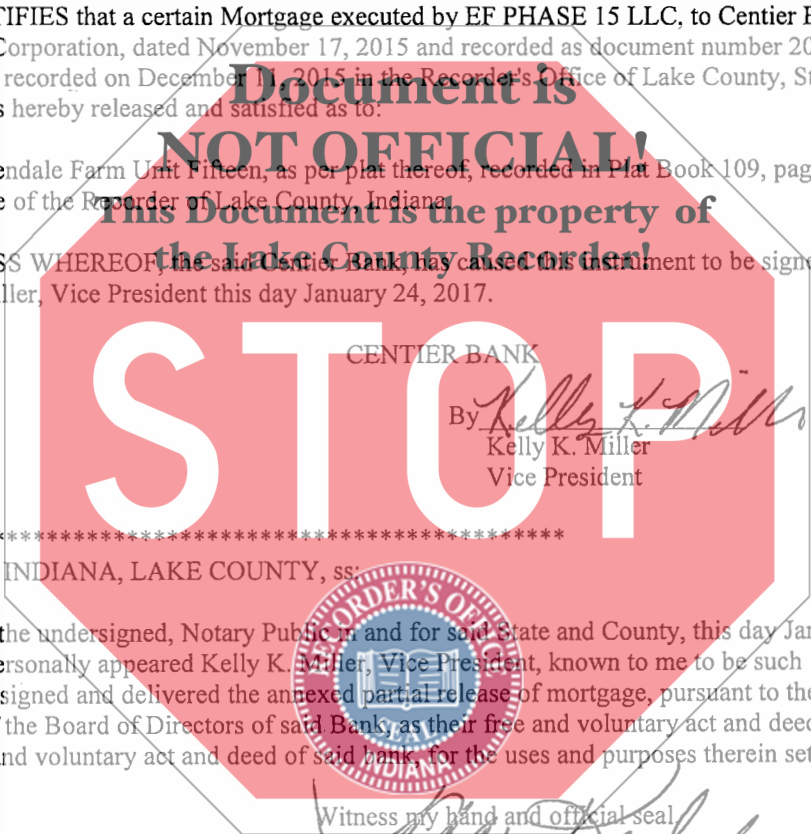 TIFIES that a certain Mortgage executed by EF PHASE 15 LLC, to Centier
Corporation, dated November 17, 2015 and recorded as document number 20
recorded on December 11, 2015 in the Recorder's Office of Lake County, St
s hereby released and satisfied as to:
Document is
NOT OFFICIAL!
endale Farm Unit Fifteen, as per plat thereof, recorded in Plat Book 109, pag
e of the Recorder of Lake County, Indiana.
This Document is the property of
the Lake County Recorder!
SS WHEREOF, the said Centier Bank, has caused this instrument to be signe
ller, Vice President this day January 24, 2017.
STOP
CENTIER BANK
By Kelly K. Miller
Kelly K. Miller
Vice President
**********************************************
INDIANA, LAKE COUNTY, ss:
RECORDER'S OFFICE
SEAL
INDIANA
the undersigned, Notary Public in and for said State and County, this day Jan
ersonally appeared Kelly K. Miller, Vice President, known to me to be such
signed and delivered the annexed partial release of mortgage, pursuant to the
f the Board of Directors of said Bank, as their free and voluntary act and deed
nd voluntary act and deed of said bank, for the uses and purposes therein set
Witness my hand and official seal,